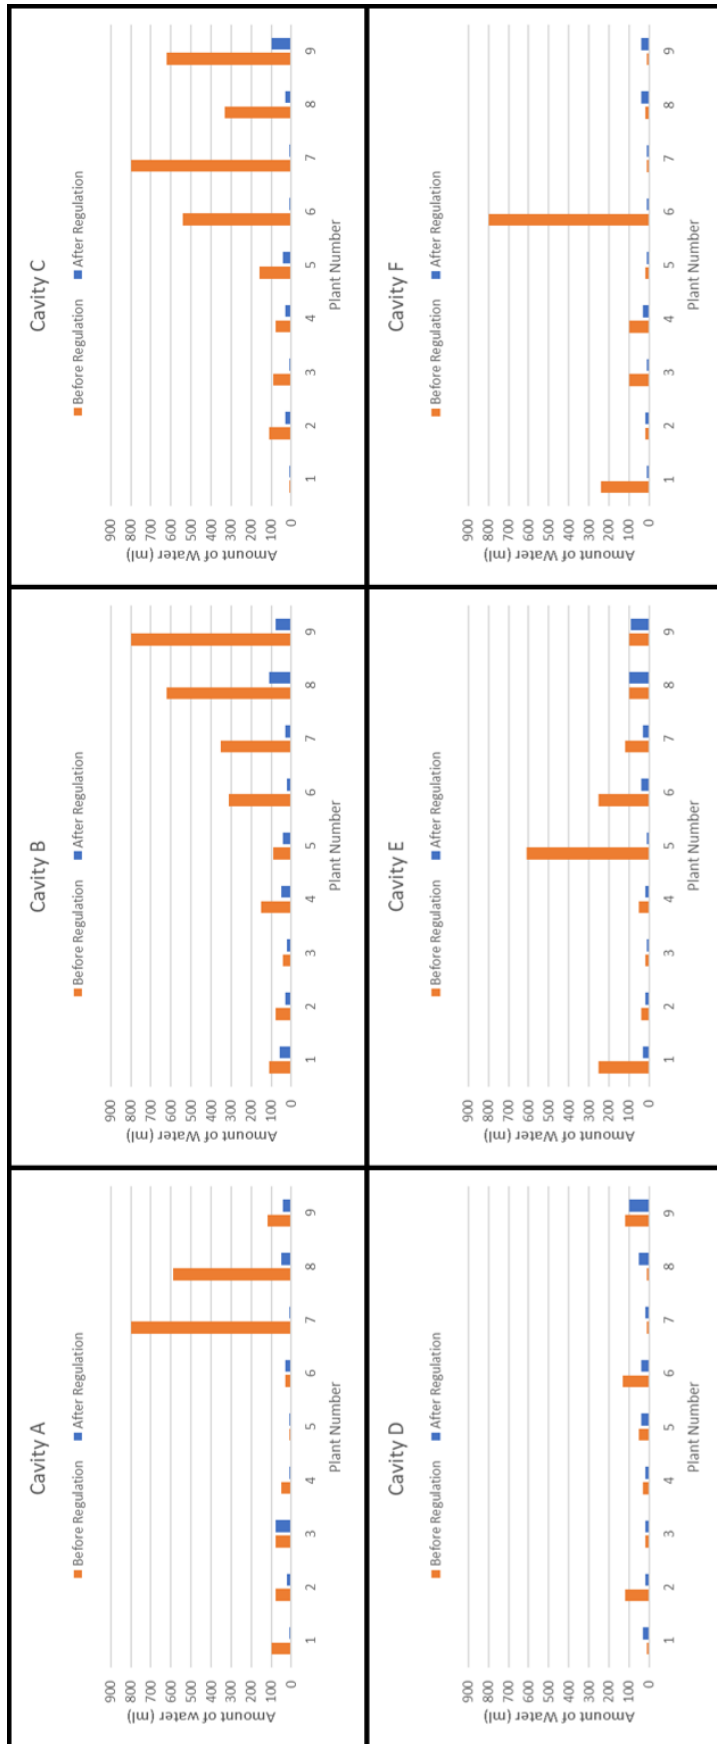 Cavity A
Before Regulation After Regulation
Amount of water (ml)
900
800
700
600
500
400
300
200
100
0
1 2 3 4 5 6 7 8 9
Plant Number
Cavity B
Before Regulation After Regulation
Amount of Water (ml)
900
800
700
600
500
400
300
200
100
0
1 2 3 4 5 6 7 8 9
Plant Number
Cavity C
Before Regulation After Regulation
Amount of Water (ml)
900
800
700
600
500
400
300
200
100
0
1 2 3 4 5 6 7 8 9
Plant Number
Cavity D
Before Regulation After Regulation
Amount of Water (ml)
900
800
700
600
500
400
300
200
100
0
1 2 3 4 5 6 7 8 9
Plant Number
Cavity E
Before Regulation After Regulation
Amount of Water (ml)
900
800
700
600
500
400
300
200
100
0
1 2 3 4 5 6 7 8 9
Plant Number
Cavity F
Before Regulation After Regulation
Amount of Water (ml)
900
800
700
600
500
400
300
200
100
0
1 2 3 4 5 6 7 8 9
Plant Number